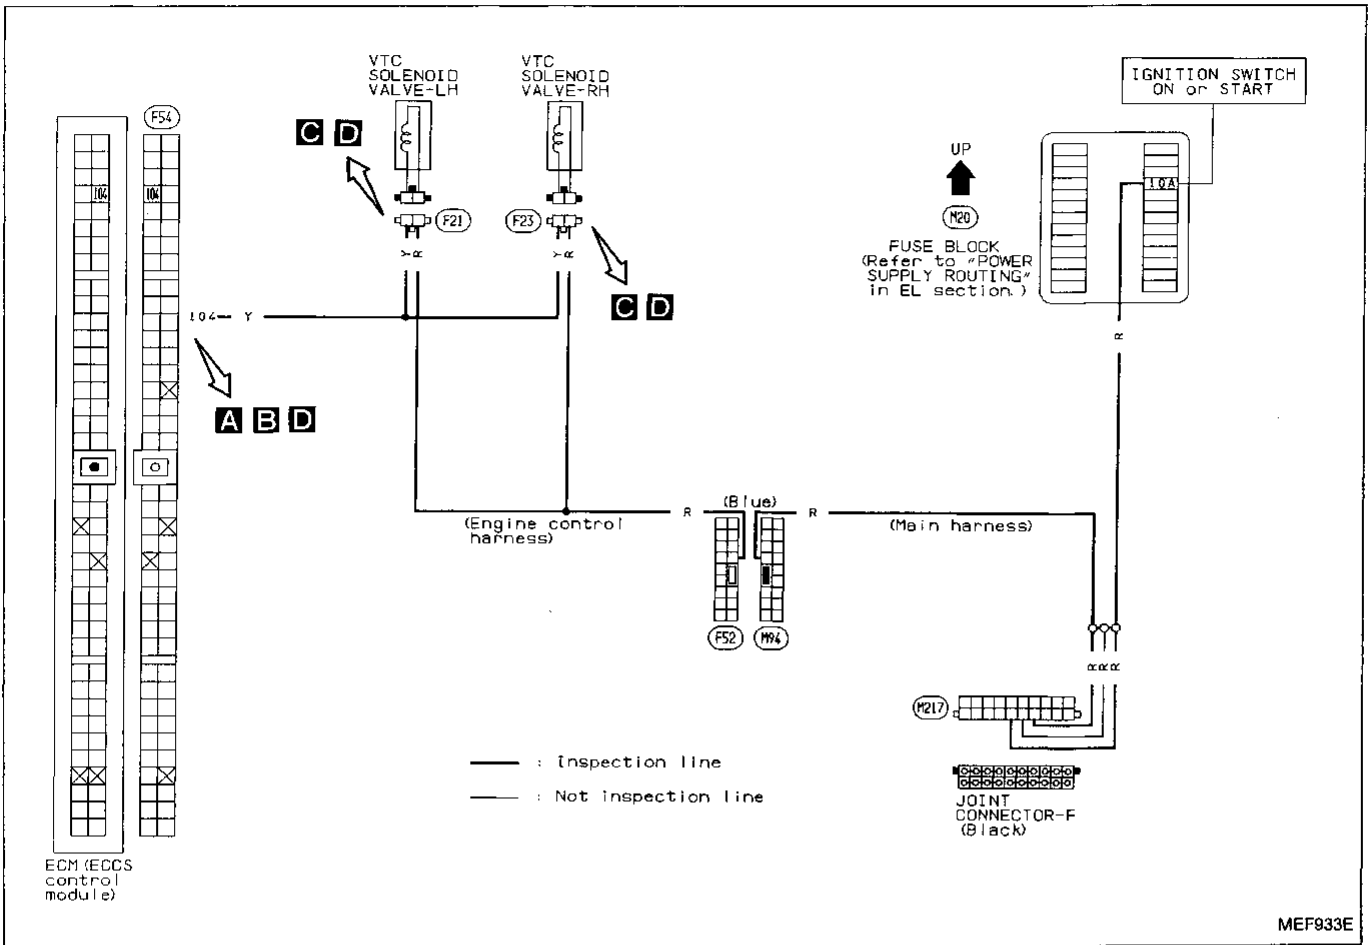 VTC
SOLENOID
VALVE-LH
VTC
SOLENOID
VALVE-RH
IGNITION SWITCH
ON or START
F54
C D
UP
104
104
10A
F21
F23
M20
FUSE BLOCK
(Refer to "POWER
SUPPLY ROUTING"
in EL section.)
Y
R
Y
R
C D
104
Y
R
A B D
(Blue)
R
R
(Engine control
harness)
(Main harness)
F52
M94
R
R
R
M217
: Inspection line
: Not inspection line
JOINT
CONNECTOR-F
(Black)
ECM (ECCS
control
module)
MEF933E